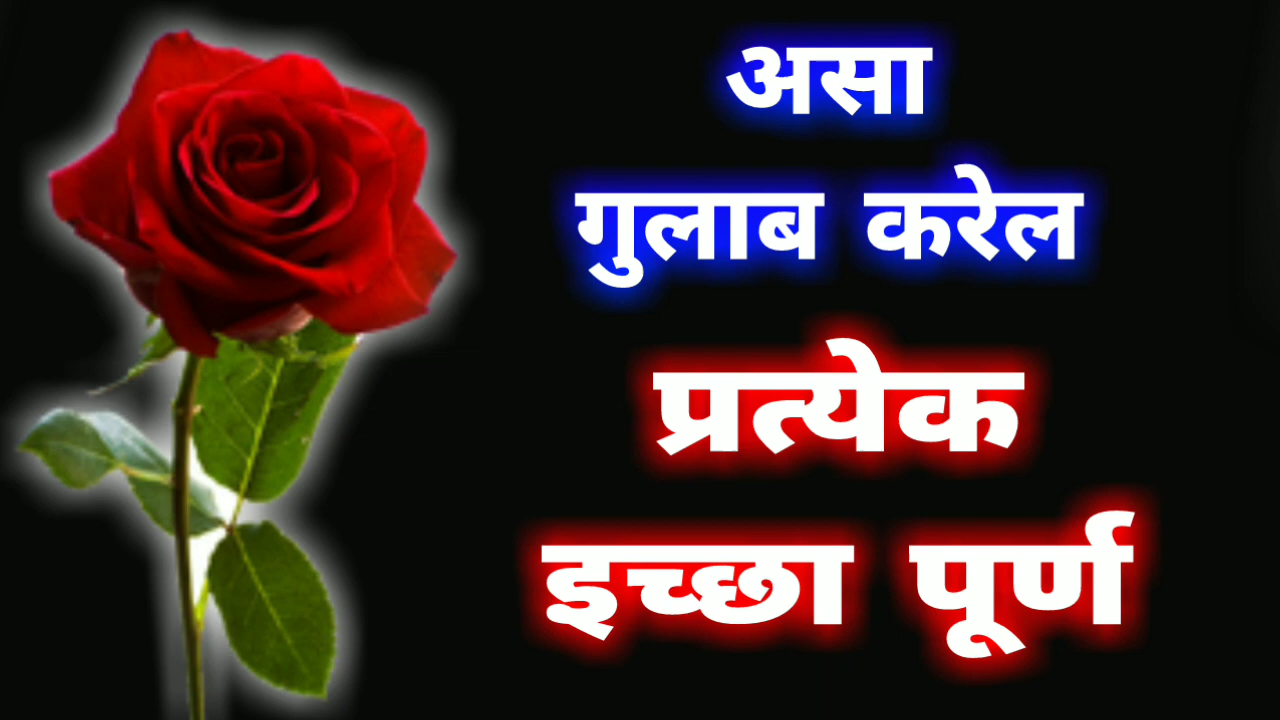 असा
गुलाब करेल
प्रत्येक
इच्छा पूर्ण